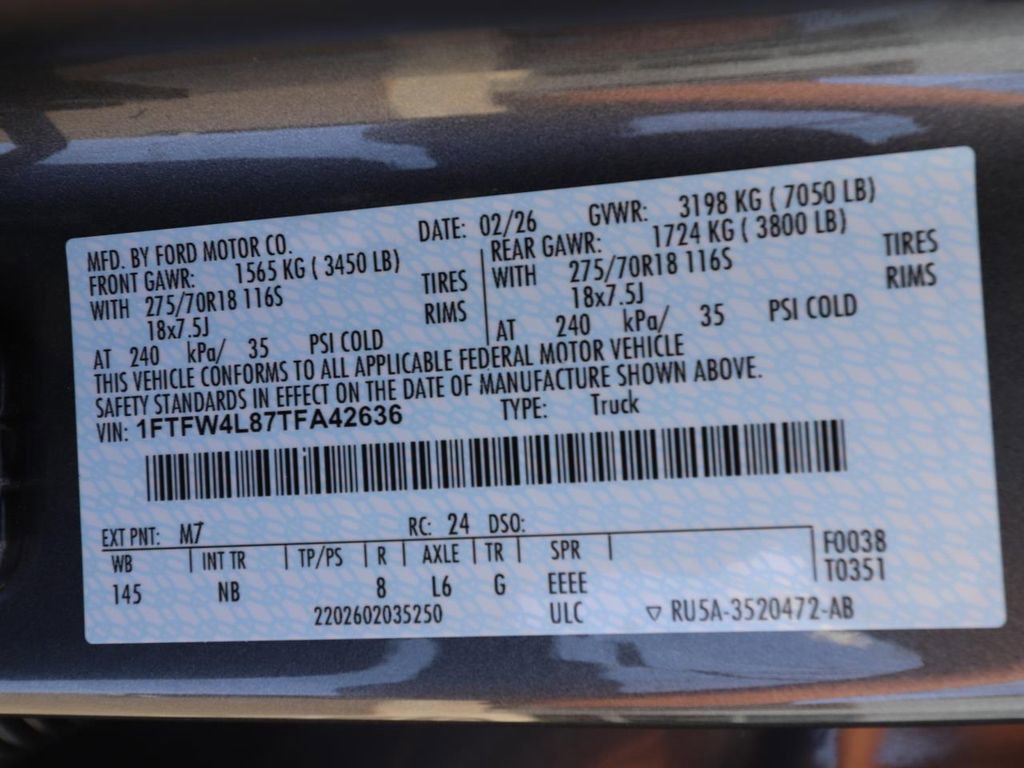 MFD. BY FORD MOTOR CO. DATE: 02/26 GVWR: 3198 KG ( 7050 LB)
FRONT GAWR: 1565 KG ( 3450 LB) REAR GAWR: 1724 KG ( 3800 LB)
WITH 275/70R18 116S TIRES WITH 275/70R18 116S TIRES
18x7.5J RIMS 18x7.5J RIMS
AT 240 kPa/ 35 PSI COLD AT 240 kPa/ 35 PSI COLD
THIS VEHICLE CONFORMS TO ALL APPLICABLE FEDERAL MOTOR VEHICLE
SAFETY STANDARDS IN EFFECT ON THE DATE OF MANUFACTURE SHOWN ABOVE.
VIN: 1FTFW4L87TFA42636 TYPE: Truck
EXT PNT: M7 RC: 24 DSO:
WB INT TR TP/PS R AXLE TR SPR F0038
145 NB 8 L6 G EEEE T0351
2202602035250 ULC ▽ RU5A-3520472-AB